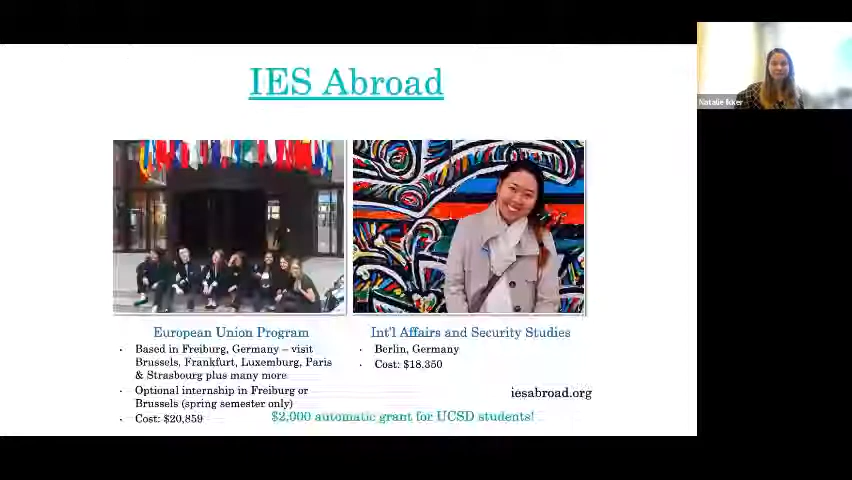 IES Abroad
Natalie Ikker
European Union Program
· Based in Freiburg, Germany – visit
Brussels, Frankfurt, Luxemburg, Paris
& Strasbourg plus many more
· Optional internship in Freiburg or
Brussels (spring semester only)
· Cost: $20,859
Int'l Affairs and Security Studies
· Berlin, Germany
· Cost: $18,350
iesabroad.org
$2,000 automatic grant for UCSD students!